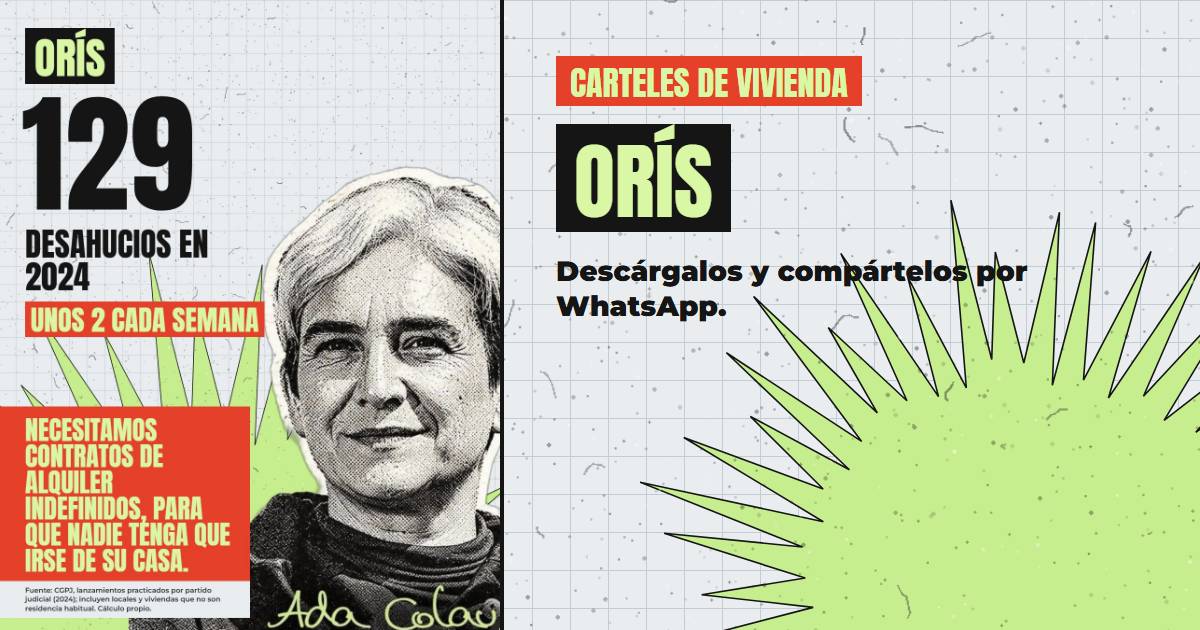 ORÍS
129
DESAHUCIOS EN
2024
UNOS 2 CADA SEMANA
NECESITAMOS
CONTRATOS DE
ALQUILER
INDEFINIDOS, PARA
QUE NADIE TENGA QUE
IRSE DE SU CASA.
Fuente: CGPJ, lanzamientos practicados por partido
judicial (2024); incluyen locales y viviendas que no son
residencia habitual. Cálculo propio.
Ada Colau
CARTELES DE VIVIENDA
ORÍS
Descárgalos y compártelos por
WhatsApp.